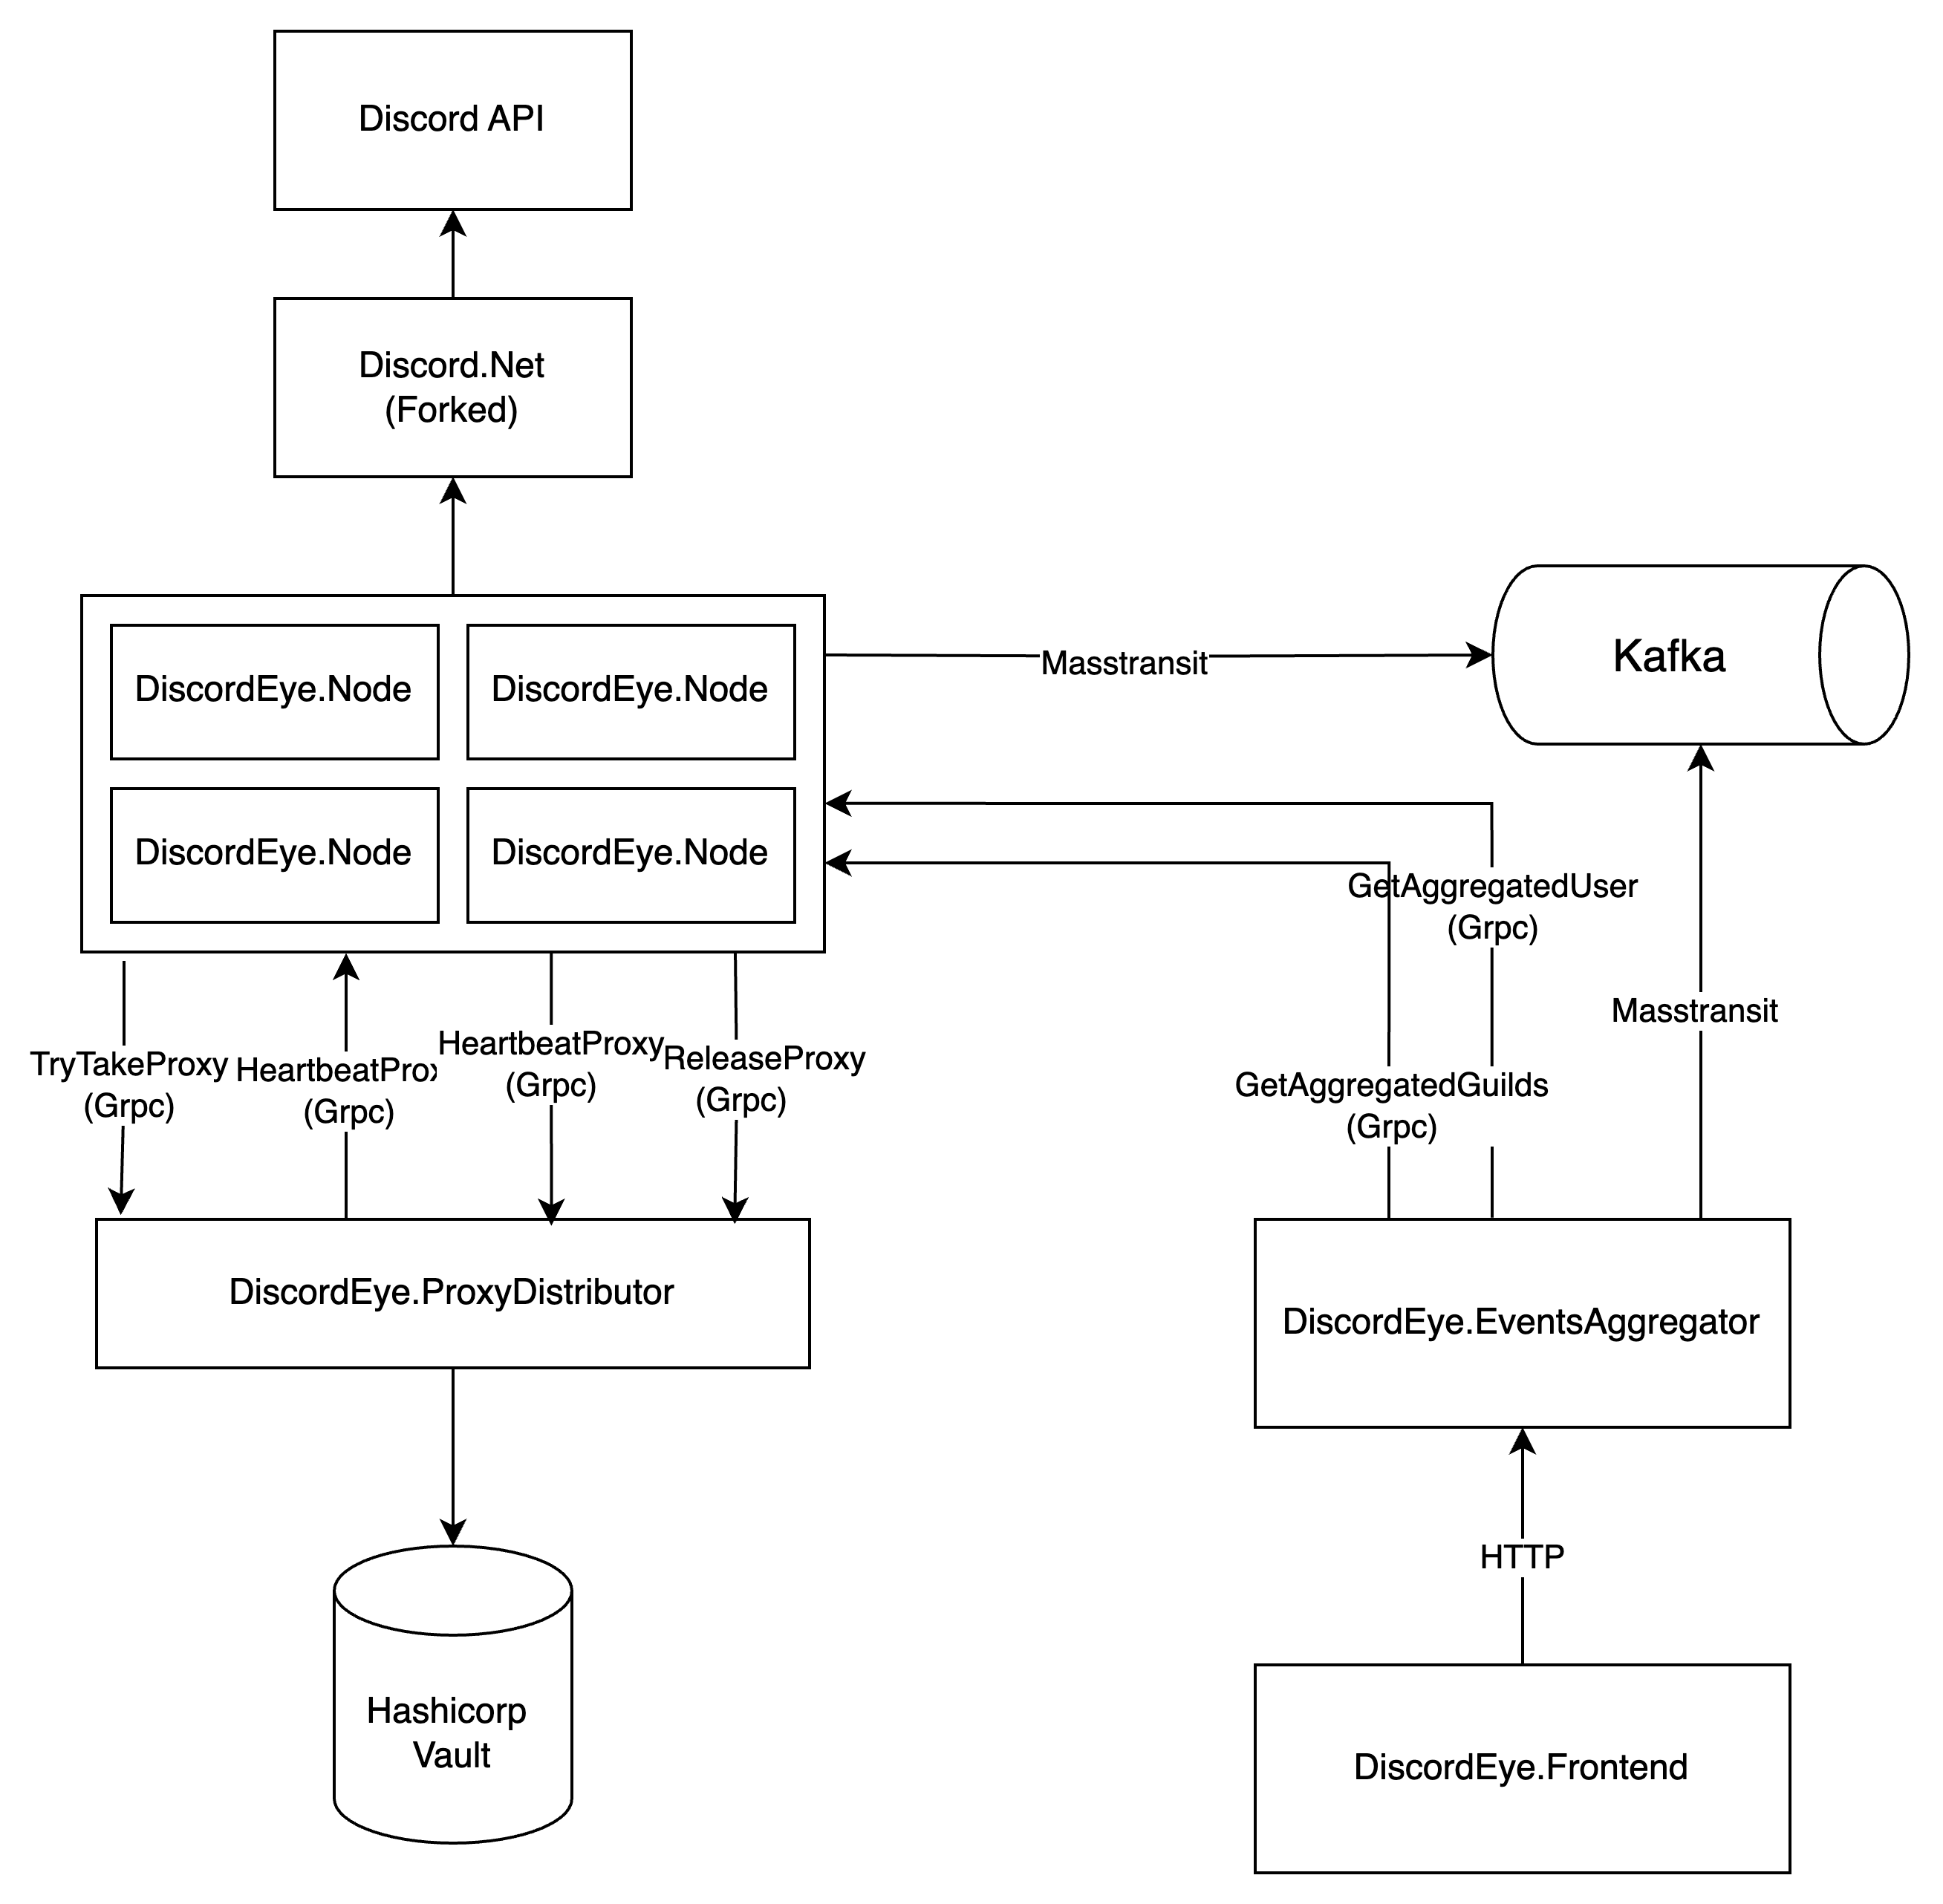 Discord API
Discord.Net
(Forked)
DiscordEye.Node
DiscordEye.Node
Masstransit
Kafka
DiscordEye.Node
DiscordEye.Node
GetAggregatedUser
(Grpc)
Masstransit
TryTakeProxy
(Grpc)
HeartbeatProx
(Grpc)
HeartbeatProxy
(Grpc)
ReleaseProxy
(Grpc)
GetAggregatedGuilds
(Grpc)
DiscordEye.ProxyDistributor
DiscordEye.EventsAggregator
HTTP
Hashicorp
Vault
DiscordEye.Frontend